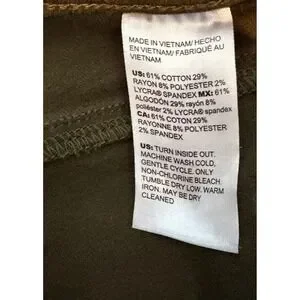 MADE IN VIETNAM/ HECHO
EN VIETNAM/ FABRIQUÉ AU
VIETNAM
US: 61% COTTON 29%
RAYON 8% POLYESTER 2%
LYCRA® SPANDEX MX: 61%
ALGODÓN 29% rayón 8%
poliéster 2% LYCRA® spandex
CA: 61% COTON 29%
RAYONNE 8% POLYESTER
2% SPANDEX
US: TURN INSIDE OUT.
MACHINE WASH COLD,
GENTLE CYCLE. ONLY
NON-CHLORINE BLEACH
TUMBLE DRY LOW. WARM
IRON. MAY BE DRY
CLEANED